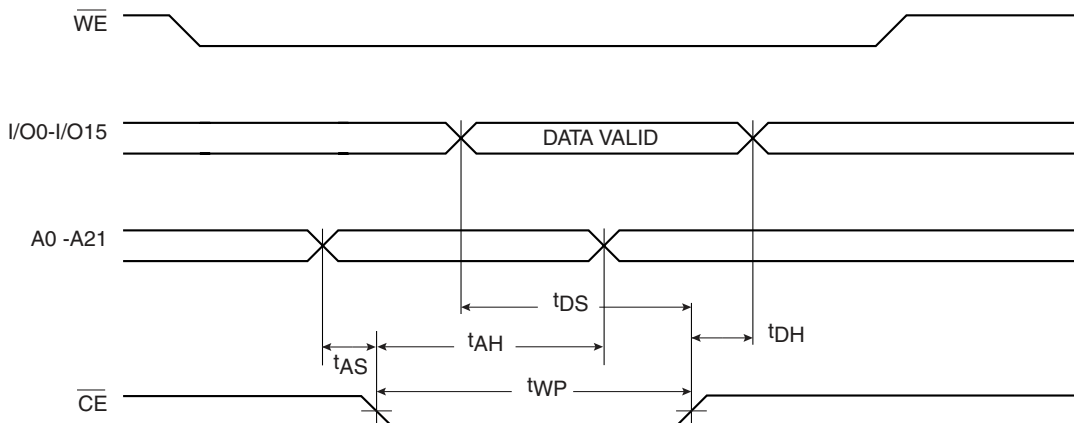 WE
I/O0-I/O15
DATA VALID
A0 -A21
tDS
tDH
tAH
tAS
tWP
CE